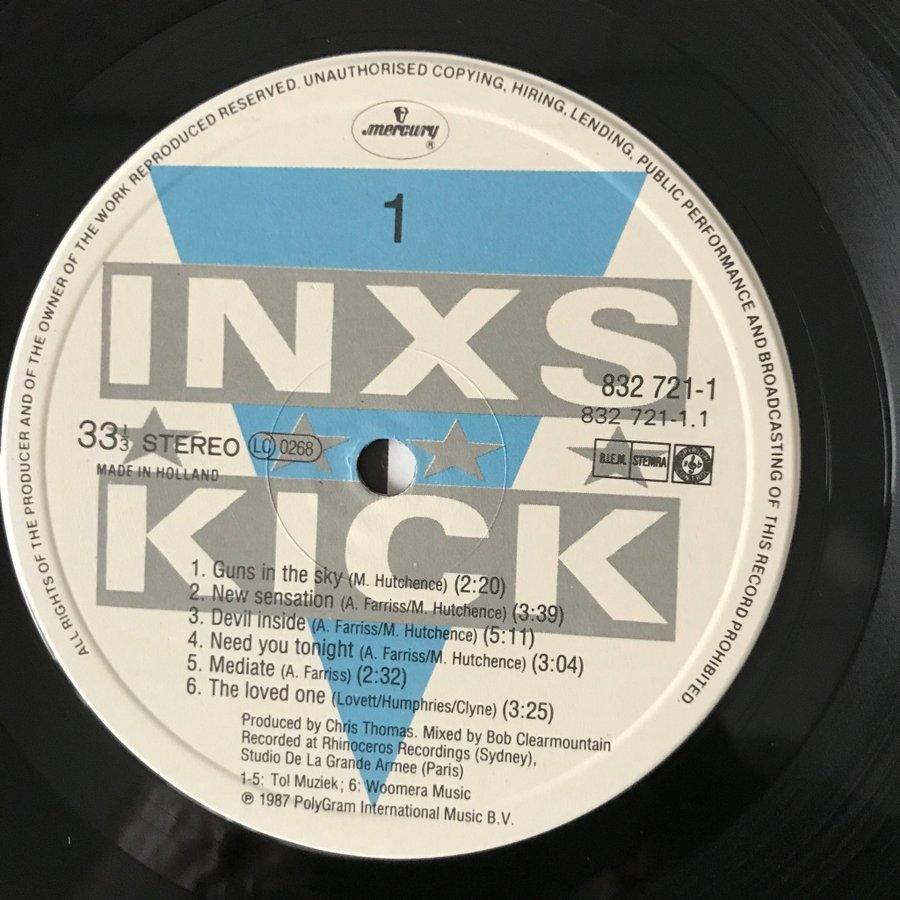 ALL RIGHTS OF THE PRODUCER AND OF THE OWNER OF THE WORK REPRODUCED RESERVED. UNAUTHORISED COPYING, HIRING, LENDING, PUBLIC PERFORMANCE AND BROADCASTING OF THIS RECORD PROHIBITED.
mercury
®
1
INXS
832 721-1
832 721-1.1
33⅓ STEREO LC 0268
B.I.E.M. STEMRA
MADE IN HOLLAND
KICK
1. Guns in the sky (M. Hutchence) (2:20)
2. New sensation (A. Farriss/M. Hutchence) (3:39)
3. Devil inside (A. Farriss/M. Hutchence) (5:11)
4. Need you tonight (A. Farriss/M. Hutchence) (3:04)
5. Mediate (A. Farriss) (2:32)
6. The loved one (Lovett/Humphries/Clyne) (3:25)
Produced by Chris Thomas. Mixed by Bob Clearmountain
Recorded at Rhinoceros Recordings (Sydney),
Studio De La Grande Armee (Paris)
1-5: Tol Muziek; 6: Woomera Music
℗ 1987 PolyGram International Music B.V.